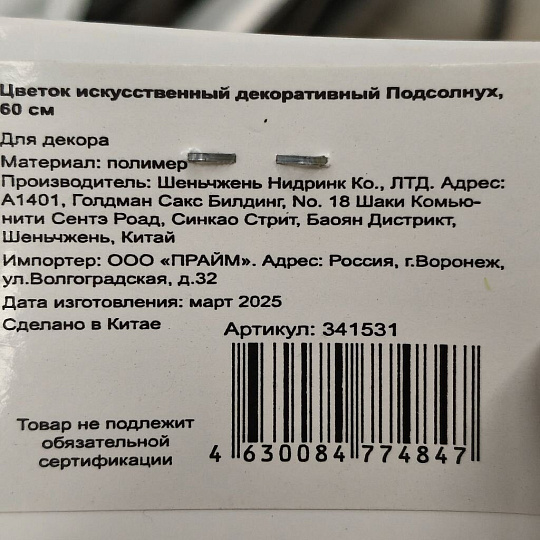 Цветок искусственный декоративный Подсолнух,
60 см
Для декора
Материал: полимер
Производитель: Шеньчжень Нидринк Ко., ЛТД. Адрес:
А1401, Голдман Сакс Билдинг, No. 18 Шаки Комью-
нити Сентэ Роад, Синкао Стрит, Баоян Дистрикт,
Шеньчжень, Китай
Импортер: ООО «ПРАЙМ». Адрес: Россия, г.Воронеж,
ул.Волгоградская, д.32
Дата изготовления: март 2025
Сделано в Китае
Артикул: 341531
Товар не подлежит
обязательной
сертификации
4 630084 774847